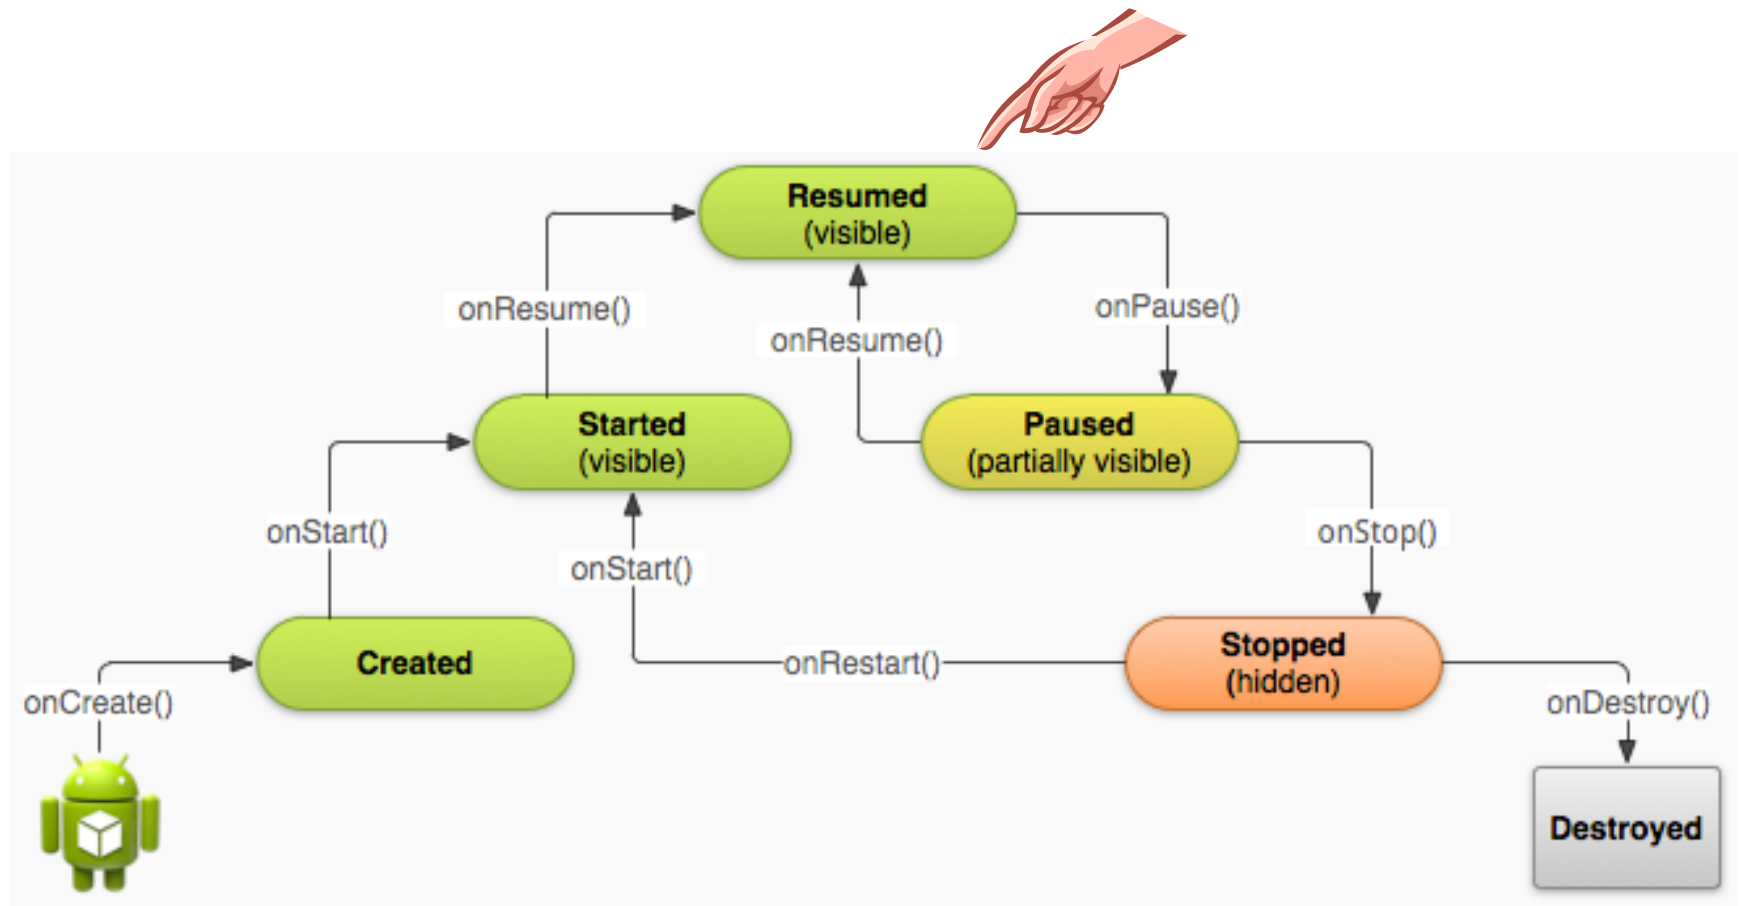 Resumed
(visible)
onResume()
onPause()
onResume()
Started
(visible)
Paused
(partially visible)
onStart()
onStop()
onStart()
Created
onRestart()
Stopped
(hidden)
onCreate()
onDestroy()
Destroyed